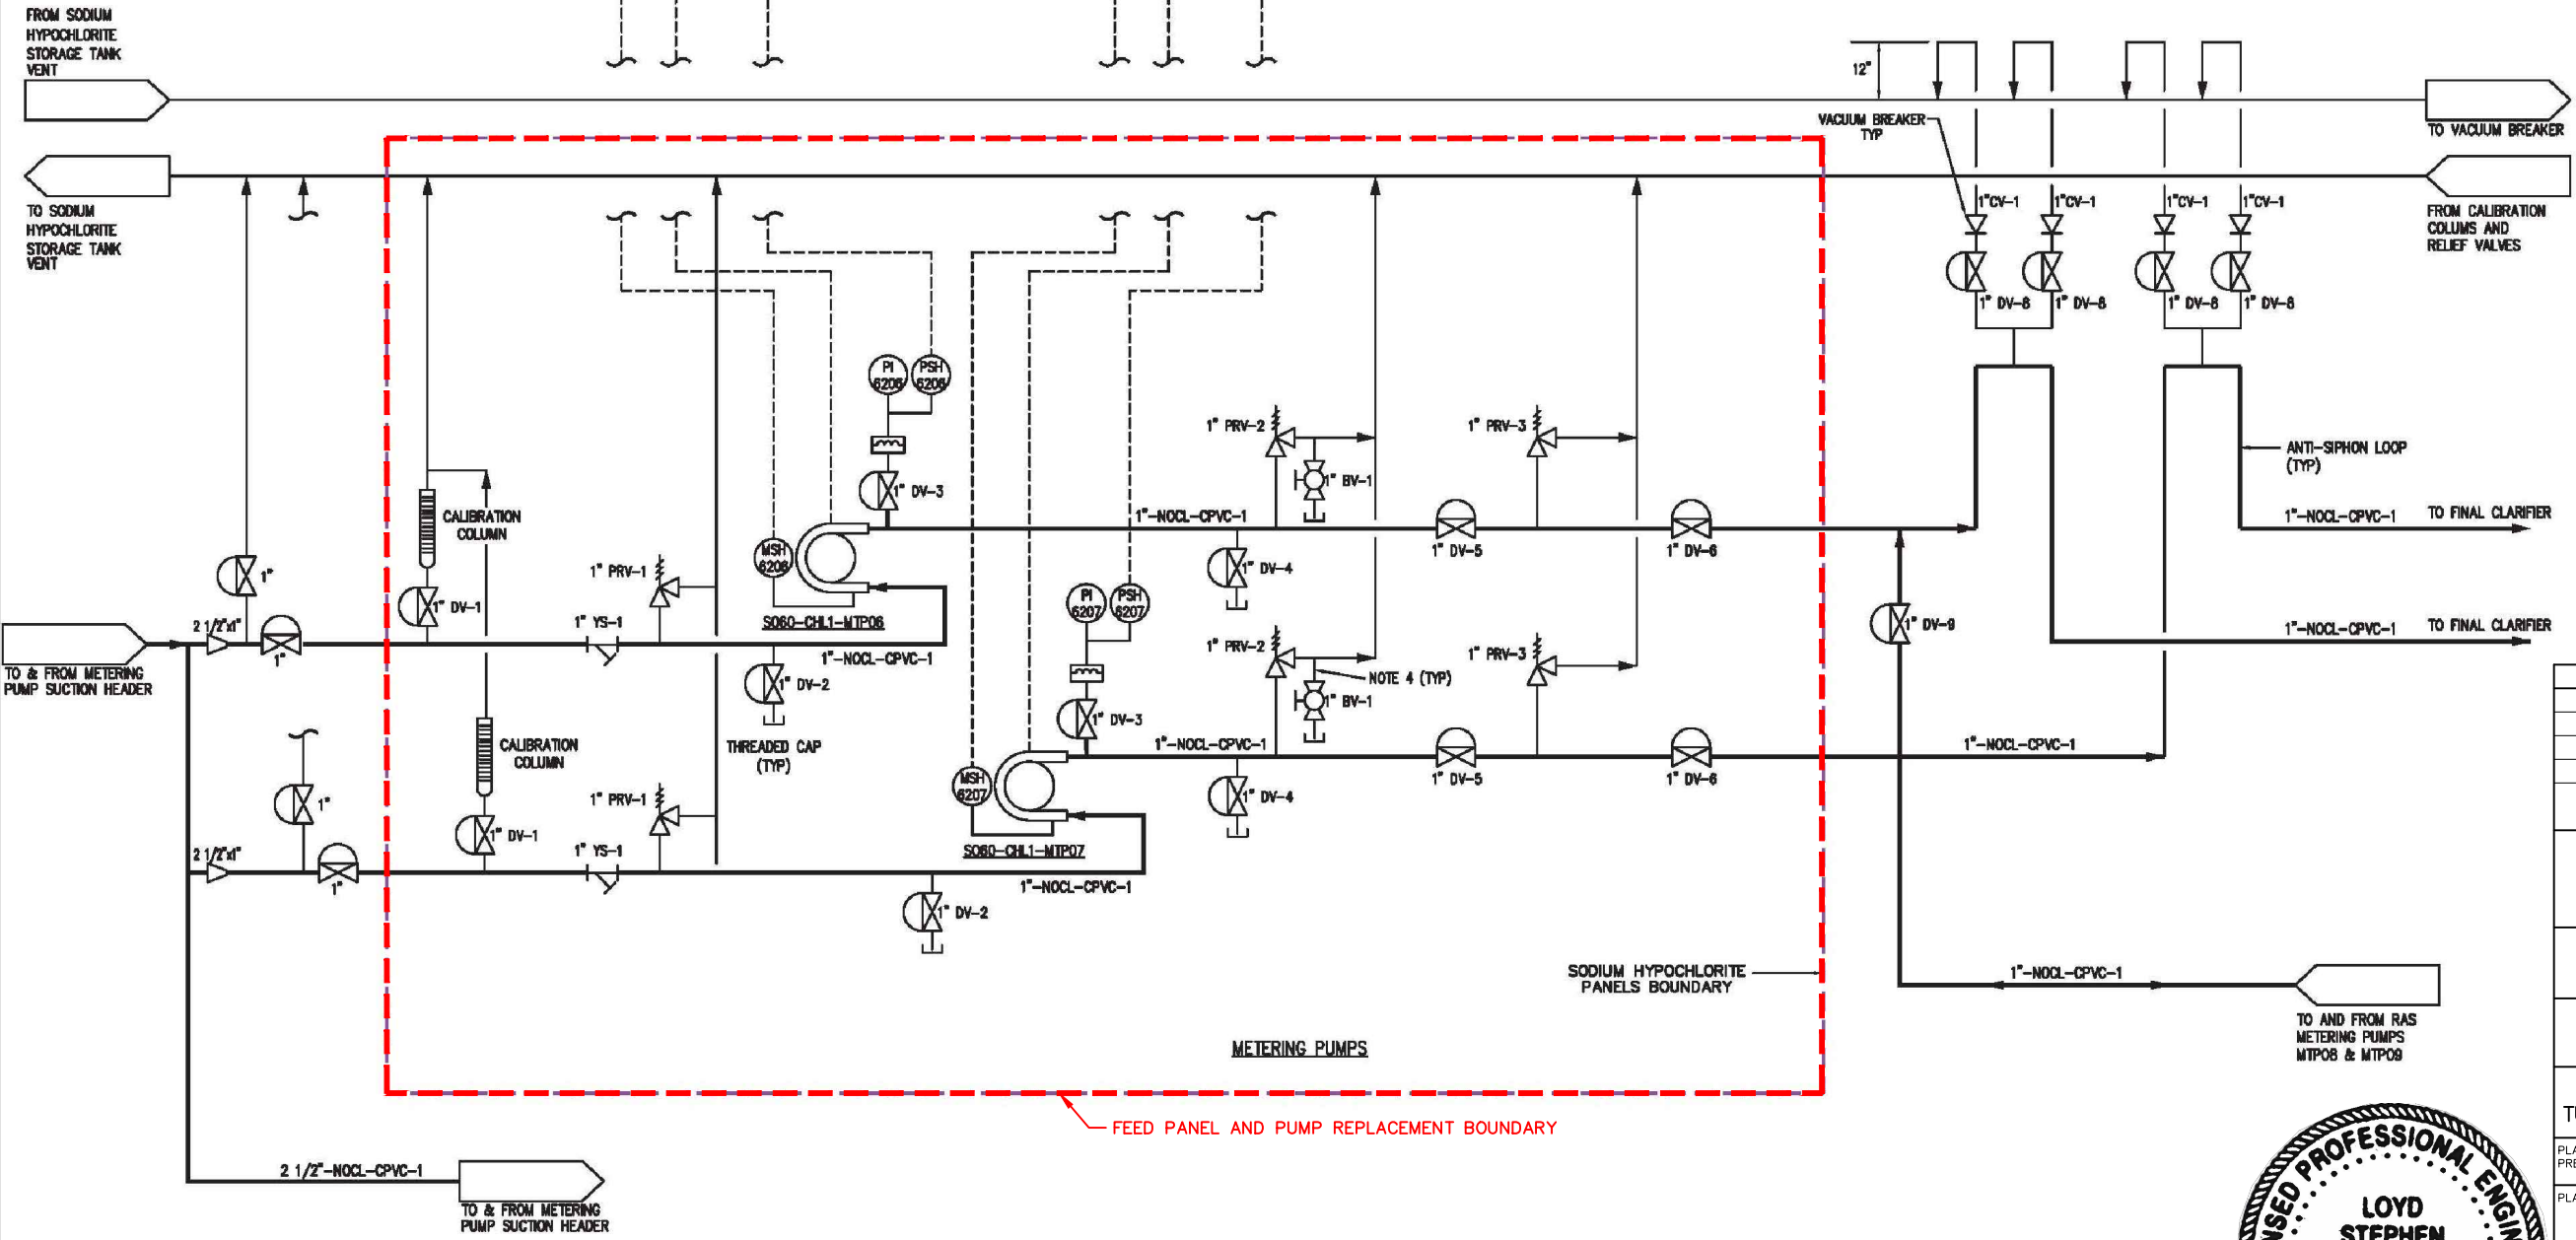 FROM SODIUM
HYPOCHLORITE
STORAGE TANK
VENT
12"
VACUUM BREAKER
TYP
TO VACUUM BREAKER
TO SODIUM
HYPOCHLORITE
STORAGE TANK
VENT
FROM CALIBRATION
COLUMS AND
RELIEF VALVES
1"CV-1
1"CV-1
1"CV-1
1"CV-1
1" DV-8
1" DV-8
1" DV-8
1" DV-8
PI
6206
PSH
6206
1" DV-3
1" PRV-2
1" BV-1
1" PRV-3
ANTI-SIPHON LOOP
(TYP)
CALIBRATION
COLUMN
1"-NOCL-CPVC-1
1" DV-5
1" DV-6
1"-NOCL-CPVC-1
TO FINAL CLARIFIER
MSH
6206
1" PRV-1
1" DV-4
1"
1" DV-1
1" YS-1
SO60-CHL1-MTP06
PI
6207
PSH
6207
1" DV-9
2 1/2"x1"
1"
1"-NOCL-CPVC-1
1"-NOCL-CPVC-1
TO FINAL CLARIFIER
TO & FROM METERING
PUMP SUCTION HEADER
1" DV-2
1" PRV-2
NOTE 4 (TYP)
1" BV-1
1" PRV-3
1" DV-3
CALIBRATION
COLUMN
THREADED CAP
(TYP)
1"-NOCL-CPVC-1
1" DV-5
1" DV-6
1"-NOCL-CPVC-1
MSH
6207
1" DV-4
1"
1" PRV-1
1" DV-1
1" YS-1
SO60-CHL1-MTP07
2 1/2"x1"
1"
1"-NOCL-CPVC-1
1" DV-2
SODIUM HYPOCHLORITE
PANELS BOUNDARY
1"-NOCL-CPVC-1
TO AND FROM RAS
METERING PUMPS
MTP08 & MTP09
METERING PUMPS
FEED PANEL AND PUMP REPLACEMENT BOUNDARY
2 1/2"-NOCL-CPVC-1
TO & FROM METERING
PUMP SUCTION HEADER
PROFESSIONAL
LOYD
STEPHEN